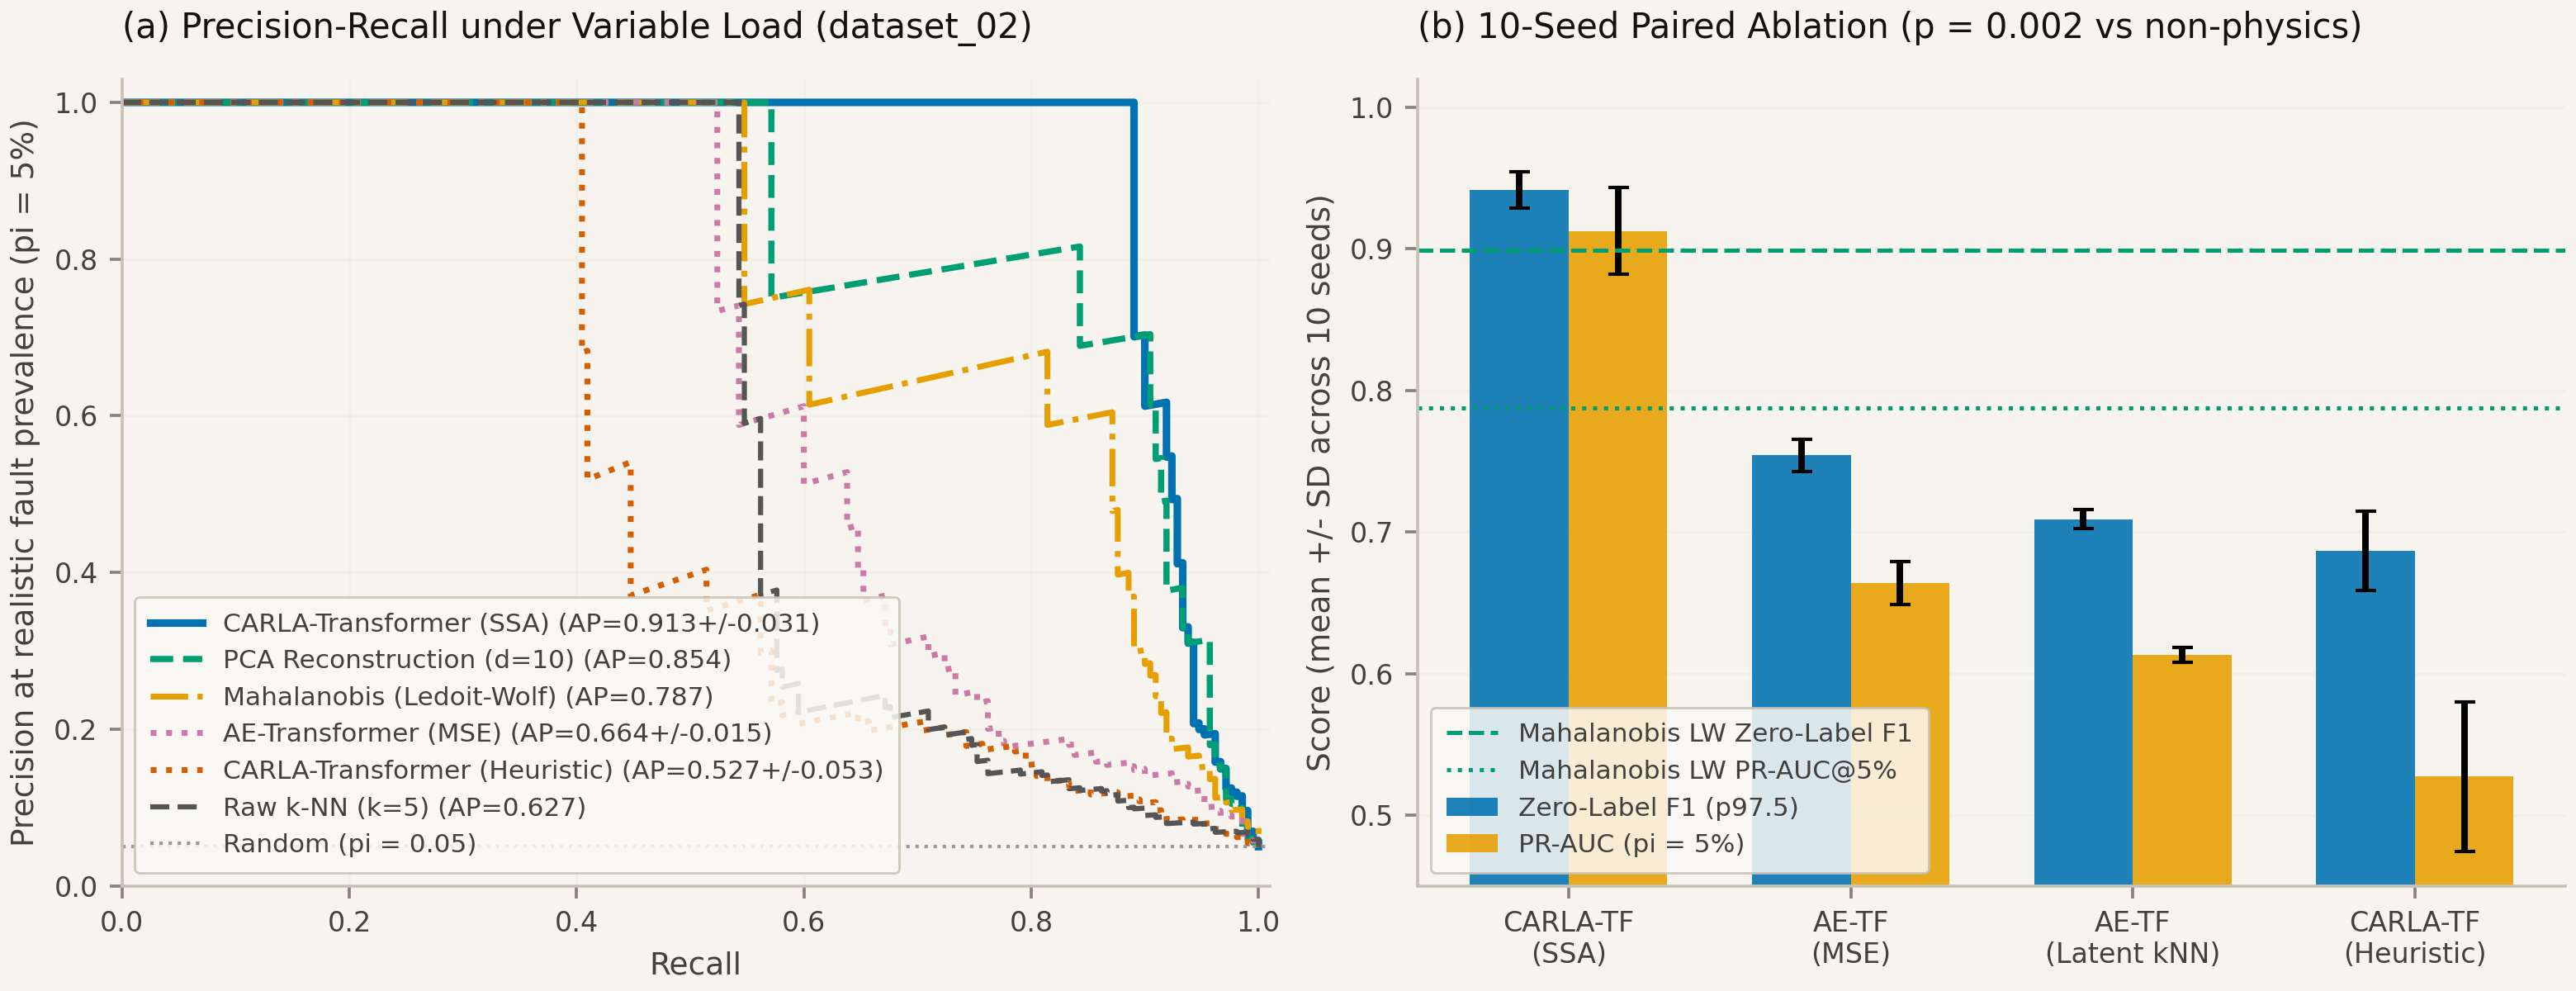 (a) Precision-Recall under Variable Load (dataset_02)
Precision at realistic fault prevalence (pi = 5%)
1.0
0.8
0.6
0.4
0.2
0.0
CARLA-Transformer (SSA) (AP=0.913+/-0.031)
PCA Reconstruction (d=10) (AP=0.854)
Mahalanobis (Ledoit-Wolf) (AP=0.787)
AE-Transformer (MSE) (AP=0.664+/-0.015)
CARLA-Transformer (Heuristic) (AP=0.527+/-0.053)
Raw k-NN (k=5) (AP=0.627)
Random (pi = 0.05)
0.0 0.2 0.4 0.6 0.8 1.0
Recall
(b) 10-Seed Paired Ablation (p = 0.002 vs non-physics)
Score (mean +/- SD across 10 seeds)
1.0
0.9
0.8
0.7
0.6
0.5
Mahalanobis LW Zero-Label F1
Mahalanobis LW PR-AUC@5%
Zero-Label F1 (p97.5)
PR-AUC (pi = 5%)
CARLA-TF
(SSA)
AE-TF
(MSE)
AE-TF
(Latent kNN)
CARLA-TF
(Heuristic)